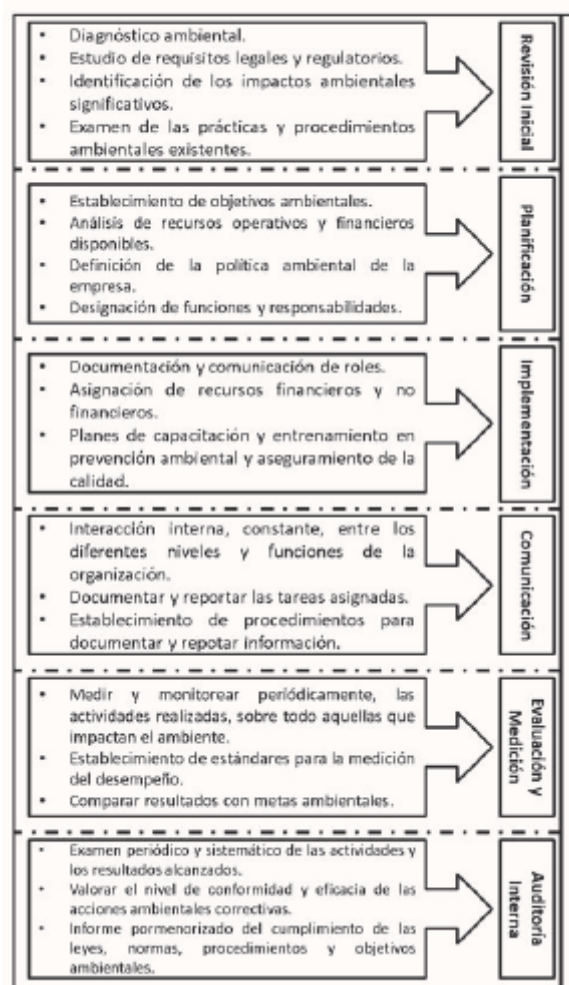 • Diagnóstico ambiental.
• Estudio de requisitos legales y regulatorios.
• Identificación de los impactos ambientales
significativos.
• Examen de las prácticas y procedimientos
ambientales existentes.
Revisión Inicial
• Establecimiento de objetivos ambientales.
• Análisis de recursos operativos y financieros
disponibles.
• Definición de la política ambiental de la
empresa.
• Designación de funciones y responsabilidades.
Planificación
• Documentación y comunicación de roles.
• Asignación de recursos financieros y no
financieros.
• Planes de capacitación y entrenamiento en
prevención ambiental y aseguramiento de la
calidad.
Implementación
• Interacción interna, constante, entre los
diferentes niveles y funciones de la
organización.
• Documentar y reportar las tareas asignadas.
• Establecimiento de procedimientos para
documentar y repotar información.
Comunicación
• Medir y monitorear periódicamente, las
actividades realizadas, sobre todo aquellas que
impactan el ambiente.
• Establecimiento de estándares para la medición
del desempeño.
• Comparar resultados con metas ambientales.
Evaluación y
Medición
• Examen periódico y sistemático de las actividades y
los resultados alcanzados.
• Valorar el nivel de conformidad y eficacia de las
acciones ambientales correctivas.
• Informe pormenorizado del cumplimiento de las
leyes, normas, procedimientos y objetivos
ambientales.
Auditoría
Interna